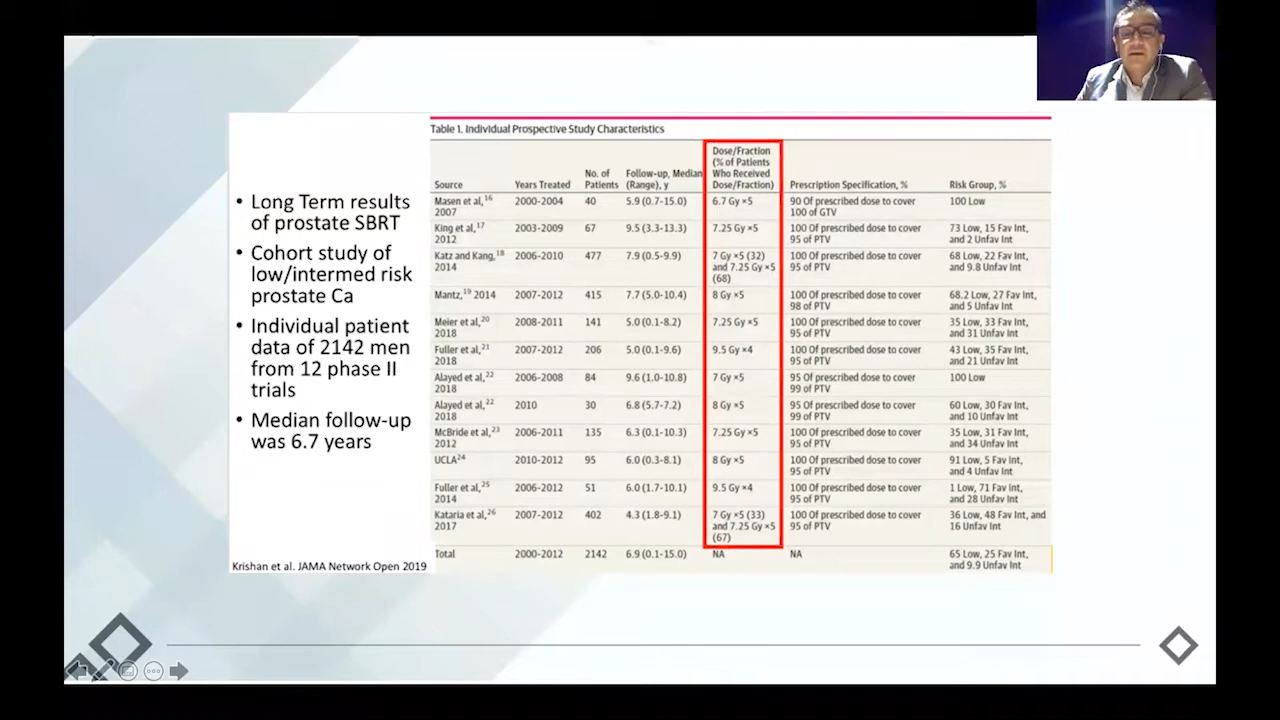 • Long Term results
of prostate SBRT
• Cohort study of
low/intermed risk
prostate Ca
• Individual patient
data of 2142 men
from 12 phase II
trials
• Median follow-up
was 6.7 years
Krishan et al. JAMA Network Open 2019
Table 1. Individual Prospective Study Characteristics
Source Years Treated No. of Patients Follow-up, Median (Range), y Dose/Fraction (% of Patients Who Received Dose/Fraction) Prescription Specification, % Risk Group, %
Masen et al,16 2007 2000-2004 40 5.9 (0.7-15.0) 6.7 Gy ×5 90 Of prescribed dose to cover 100 of GTV 100 Low
King et al,17 2012 2003-2009 67 9.5 (3.3-13.3) 7.25 Gy ×5 100 Of prescribed dose to cover 95 of PTV 73 Low, 15 Fav Int, and 2 Unfav Int
Katz and Kang,18 2014 2006-2010 477 7.9 (0.5-9.9) 7 Gy ×5 (32) and 7.25 Gy ×5 (68) 100 Of prescribed dose to cover 95 of PTV 68 Low, 22 Fav Int, and 9.8 Unfav Int
Mantz,19 2014 2007-2012 415 7.7 (5.0-10.4) 8 Gy ×5 100 Of prescribed dose to cover 98 of PTV 68.2 Low, 27 Fav Int, and 5 Unfav Int
Meier et al,20 2018 2008-2011 141 5.0 (0.1-8.2) 7.25 Gy ×5 100 Of prescribed dose to cover 95 of PTV 35 Low, 33 Fav Int, and 31 Unfav Int
Fuller et al,21 2018 2007-2012 206 5.0 (0.1-9.6) 9.5 Gy ×4 100 Of prescribed dose to cover 95 of PTV 43 Low, 35 Fav Int, and 21 Unfav Int
Alayed et al,22 2018 2006-2008 84 9.6 (1.0-10.8) 7 Gy ×5 95 Of prescribed dose to cover 99 of PTV 100 Low
Alayed et al,22 2018 2010 30 6.8 (5.7-7.2) 8 Gy ×5 95 Of prescribed dose to cover 99 of PTV 60 Low, 30 Fav Int, and 10 Unfav Int
McBride et al,23 2012 2006-2011 135 6.3 (0.1-10.3) 7.25 Gy ×5 100 Of prescribed dose to cover 95 of PTV 35 Low, 31 Fav Int, and 34 Unfav Int
UCLA24 2010-2012 95 6.0 (0.3-8.1) 8 Gy ×5 100 Of prescribed dose to cover 95 of PTV 91 Low, 5 Fav Int, and 4 Unfav Int
Fuller et al,25 2014 2006-2012 51 6.0 (1.7-10.1) 9.5 Gy ×4 100 Of prescribed dose to cover 95 of PTV 1 Low, 71 Fav Int, and 28 Unfav Int
Kataria et al,26 2017 2007-2012 402 4.3 (1.8-9.1) 7 Gy ×5 (33) and 7.25 Gy ×5 (67) 100 Of prescribed dose to cover 95 of PTV 36 Low, 48 Fav Int, and 16 Unfav Int
Total 2000-2012 2142 6.9 (0.1-15.0) NA NA 65 Low, 25 Fav Int, and 9.9 Unfav Int